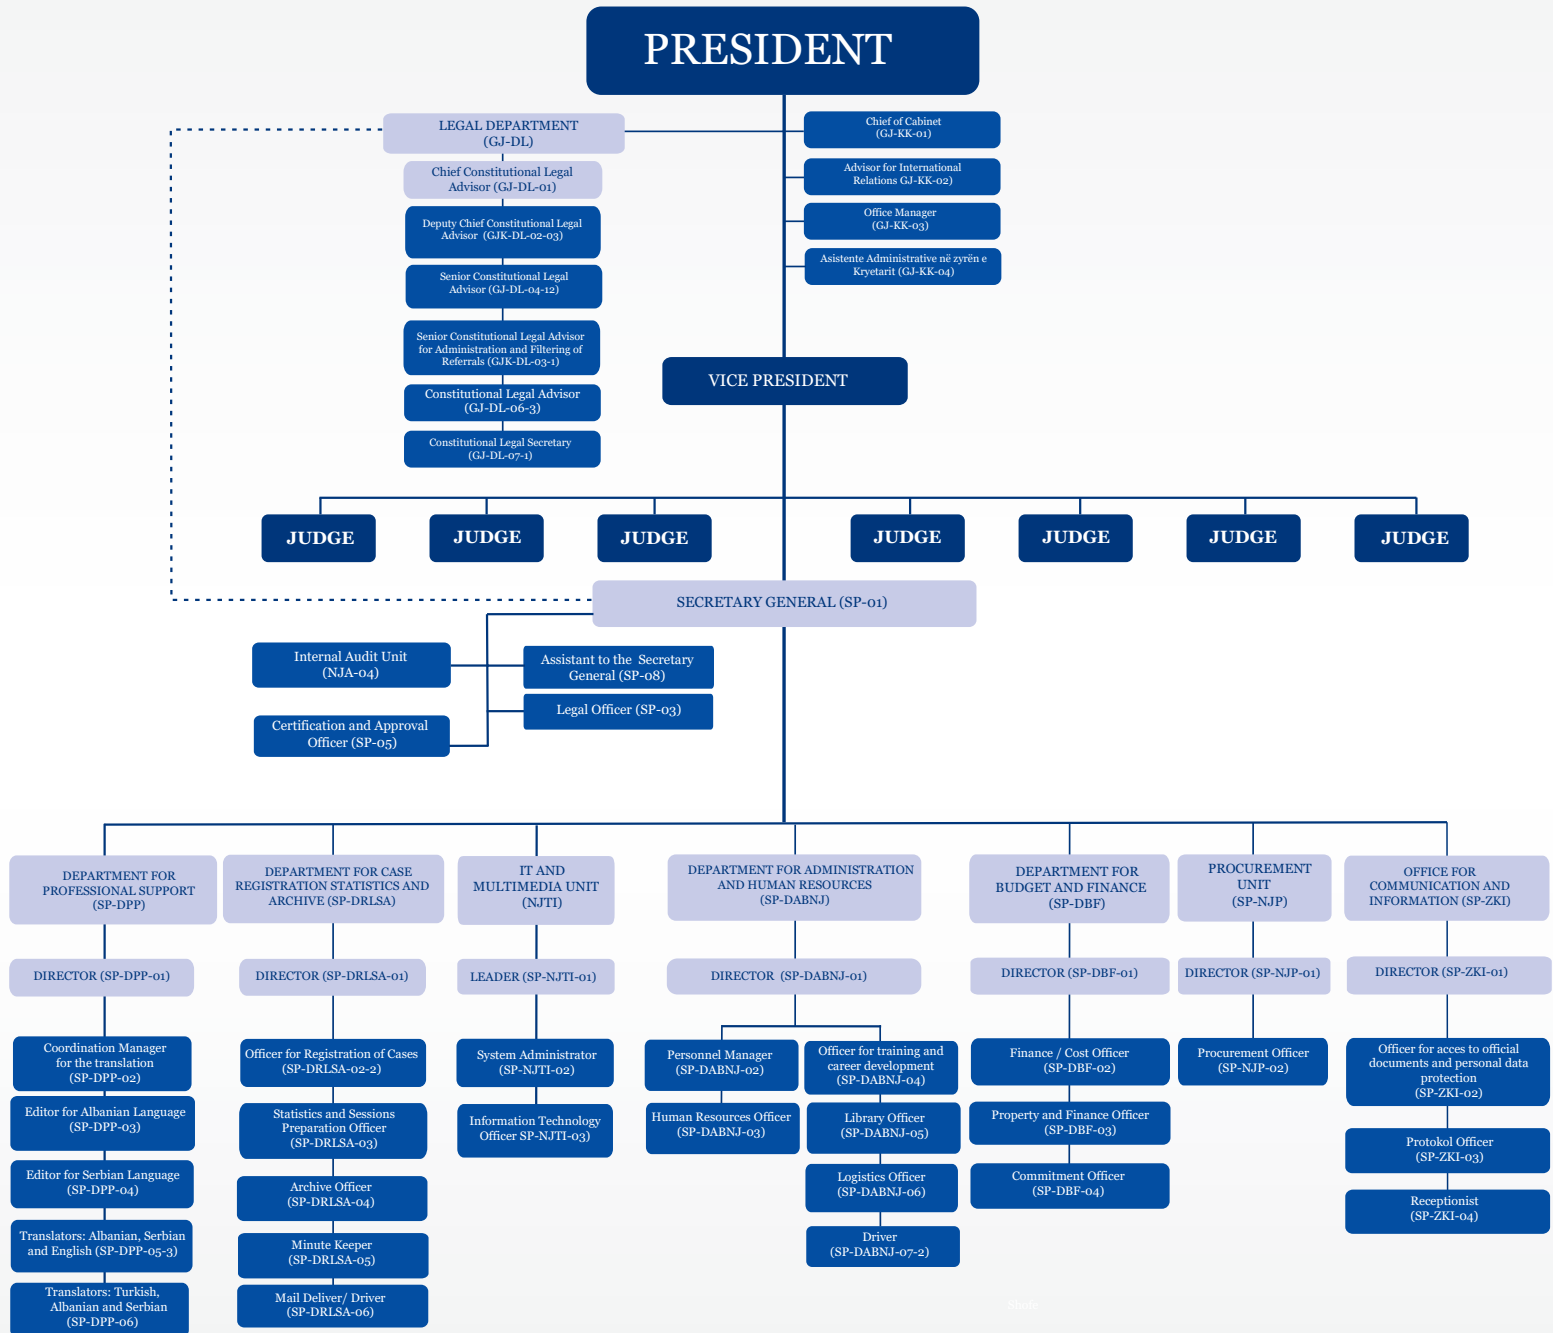 PRESIDENT
LEGAL DEPARTMENT
(GJ-DL)
Chief Constitutional Legal
Advisor (GJ-DL-01)
Deputy Chief Constitutional Legal
Advisor (GJK-DL-02-03)
Senior Constitutional Legal
Advisor (GJ-DL-04-12)
Senior Constitutional Legal Advisor
for Administration and Filtering of
Referrals (GJK-DL-03-1)
Constitutional Legal Advisor
(GJ-DL-06-3)
Constitutional Legal Secretary
(GJ-DL-07-1)
Chief of Cabinet
(GJ-KK-01)
Advisor for International
Relations GJ-KK-02)
Office Manager
(GJ-KK-03)
Asistente Administrative në zyrën e
Kryetarit (GJ-KK-04)
VICE PRESIDENT
JUDGE
JUDGE
JUDGE
JUDGE
JUDGE
JUDGE
JUDGE
SECRETARY GENERAL (SP-01)
Internal Audit Unit
(NJA-04)
Assistant to the Secretary
General (SP-08)
Legal Officer (SP-03)
Certification and Approval
Officer (SP-05)
DEPARTMENT FOR
PROFESSIONAL SUPPORT
(SP-DPP)
DIRECTOR (SP-DPP-01)
Coordination Manager
for the translation
(SP-DPP-02)
Editor for Albanian Language
(SP-DPP-03)
Editor for Serbian Language
(SP-DPP-04)
Translators: Albanian, Serbian
and English (SP-DPP-05-3)
Translators: Turkish,
Albanian and Serbian
(SP-DPP-06)
DEPARTMENT FOR CASE
REGISTRATION STATISTICS AND
ARCHIVE (SP-DRLSA)
DIRECTOR (SP-DRLSA-01)
Officer for Registration of Cases
(SP-DRLSA-02-2)
Statistics and Sessions
Preparation Officer
(SP-DRLSA-03)
Archive Officer
(SP-DRLSA-04)
Minute Keeper
(SP-DRLSA-05)
Mail Deliver/ Driver
(SP-DRLSA-06)
IT AND
MULTIMEDIA UNIT
(NJTI)
LEADER (SP-NJTI-01)
System Administrator
(SP-NJTI-02)
Information Technology
Officer SP-NJTI-03)
DEPARTMENT FOR ADMINISTRATION
AND HUMAN RESOURCES
(SP-DABNJ)
DIRECTOR (SP-DABNJ-01)
Personnel Manager
(SP-DABNJ-02)
Human Resources Officer
(SP-DABNJ-03)
Officer for training and
career development
(SP-DABNJ-04)
Library Officer
(SP-DABNJ-05)
Logistics Officer
(SP-DABNJ-06)
Driver
(SP-DABNJ-07-2)
DEPARTMENT FOR
BUDGET AND FINANCE
(SP-DBF)
DIRECTOR (SP-DBF-01)
Finance / Cost Officer
(SP-DBF-02)
Property and Finance Officer
(SP-DBF-03)
Commitment Officer
(SP-DBF-04)
PROCUREMENT
UNIT
(SP-NJP)
DIRECTOR (SP-NJP-01)
Procurement Officer
(SP-NJP-02)
OFFICE FOR
COMMUNICATION AND
INFORMATION (SP-ZKI)
DIRECTOR (SP-ZKI-01)
Officer for acces to official
documents and personal data
protection
(SP-ZKI-02)
Protokol Officer
(SP-ZKI-03)
Receptionist
(SP-ZKI-04)